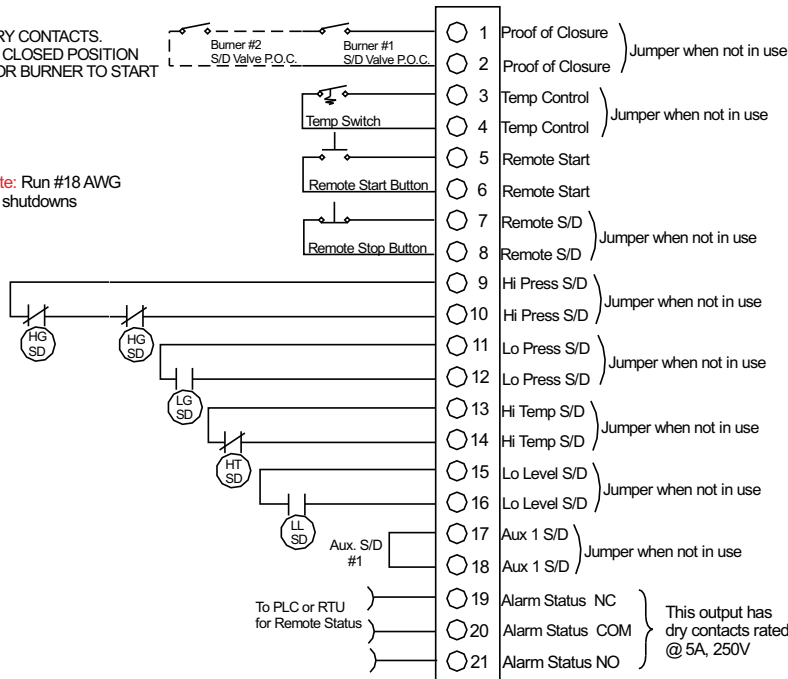 RY CONTACTS.
CLOSED POSITION
OR BURNER TO START
Burner #2
S/D Valve P.O.C.
Burner #1
S/D Valve P.O.C.
1 Proof of Closure
2 Proof of Closure
Jumper when not in use
3 Temp Control
4 Temp Control
Jumper when not in use
Temp Switch
5 Remote Start
6 Remote Start
Remote Start Button
te: Run #18 AWG
shutdowns
7 Remote S/D
8 Remote S/D
Jumper when not in use
Remote Stop Button
9 Hi Press S/D
10 Hi Press S/D
Jumper when not in use
HG
SD
HG
SD
11 Lo Press S/D
12 Lo Press S/D
Jumper when not in use
LG
SD
13 Hi Temp S/D
14 Hi Temp S/D
Jumper when not in use
HT
SD
15 Lo Level S/D
16 Lo Level S/D
Jumper when not in use
LL
SD
17 Aux 1 S/D
18 Aux 1 S/D
Jumper when not in use
Aux. S/D
#1
19 Alarm Status NC
20 Alarm Status COM
21 Alarm Status NO
To PLC or RTU
for Remote Status
This output has
dry contacts rated
@ 5A, 250V